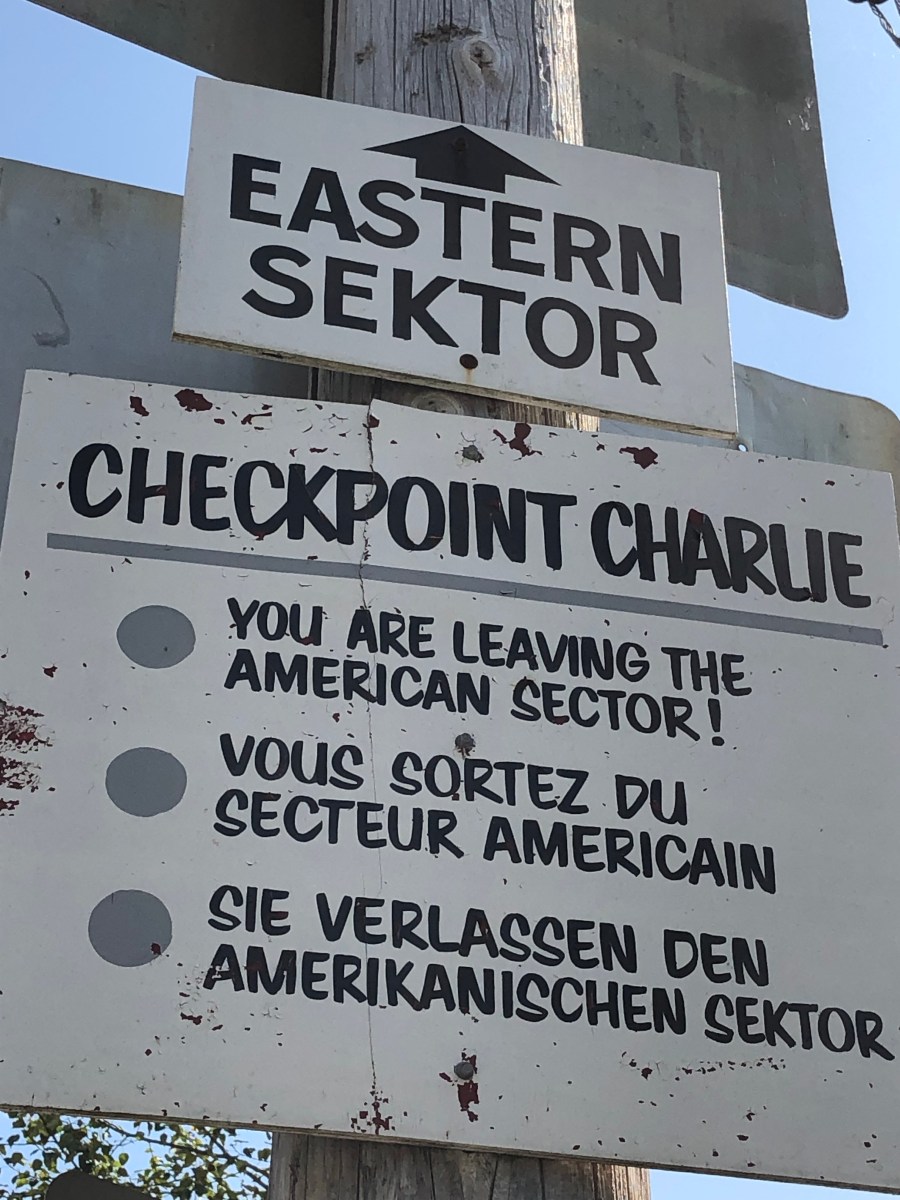 EASTERN
SEKTOR
CHECKPOINT CHARLIE
YOU ARE LEAVING THE
AMERICAN SECTOR!
VOUS SORTEZ DU
SECTEUR AMERICAIN
SIE VERLASSEN DEN
AMERIKANISCHEN SEKTOR